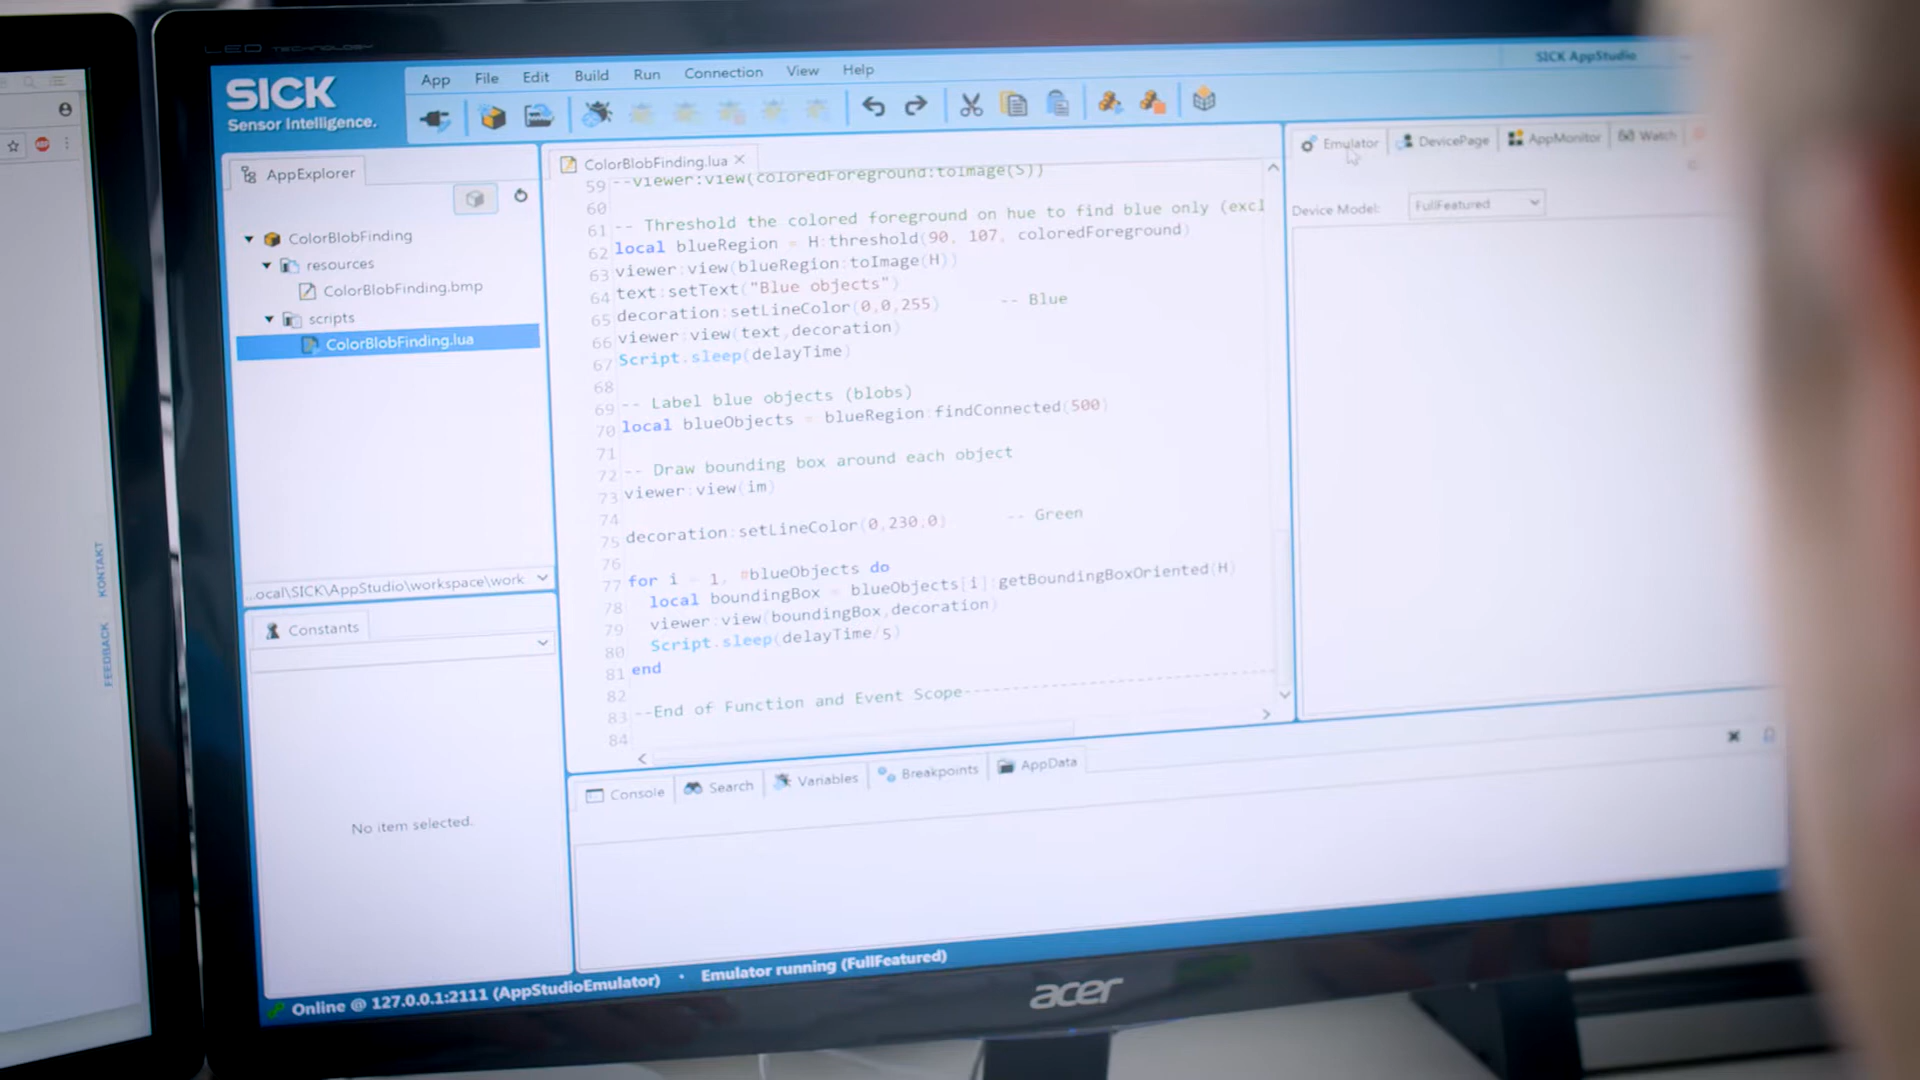 LED TECHNOLOGY
SICK AppStudio
SICK
Sensor Intelligence.
App File Edit Build Run Connection View Help
AppExplorer
ColorBlobFinding
resources
ColorBlobFinding.bmp
scripts
ColorBlobFinding.lua
...ocal\SICK\AppStudio\workspace\work
Constants
No item selected.
ColorBlobFinding.lua
59 --viewer:view(coloredForeground:toImage(S))
60
61 -- Threshold the colored foreground on hue to find blue only (excl
62 local blueRegion = H:threshold(90, 107, coloredForeground)
63 viewer:view(blueRegion:toImage(H))
64 text:setText("Blue objects")
65 decoration:setLineColor(0,0,255) -- Blue
66 viewer:view(text,decoration)
67 Script.sleep(delayTime)
68
69 -- Label blue objects (blobs)
70 local blueObjects = blueRegion:findConnected(500)
71
72 -- Draw bounding box around each object
73 viewer:view(im)
74
75 decoration:setLineColor(0,230,0) -- Green
76
77 for i = 1, #blueObjects do
78 local boundingBox = blueObjects[i]:getBoundingBoxOriented(H)
79 viewer:view(boundingBox,decoration)
80 Script.sleep(delayTime/5)
81 end
82
83 --End of Function and Event Scope--------------------------------
84
Emulator DevicePage AppMonitor Watch
Device Model: FullFeatured
Console Search Variables Breakpoints AppData
Online @ 127.0.0.1:2111 (AppStudioEmulator) • Emulator running (FullFeatured)
acer
KONTAKT
FEEDBACK